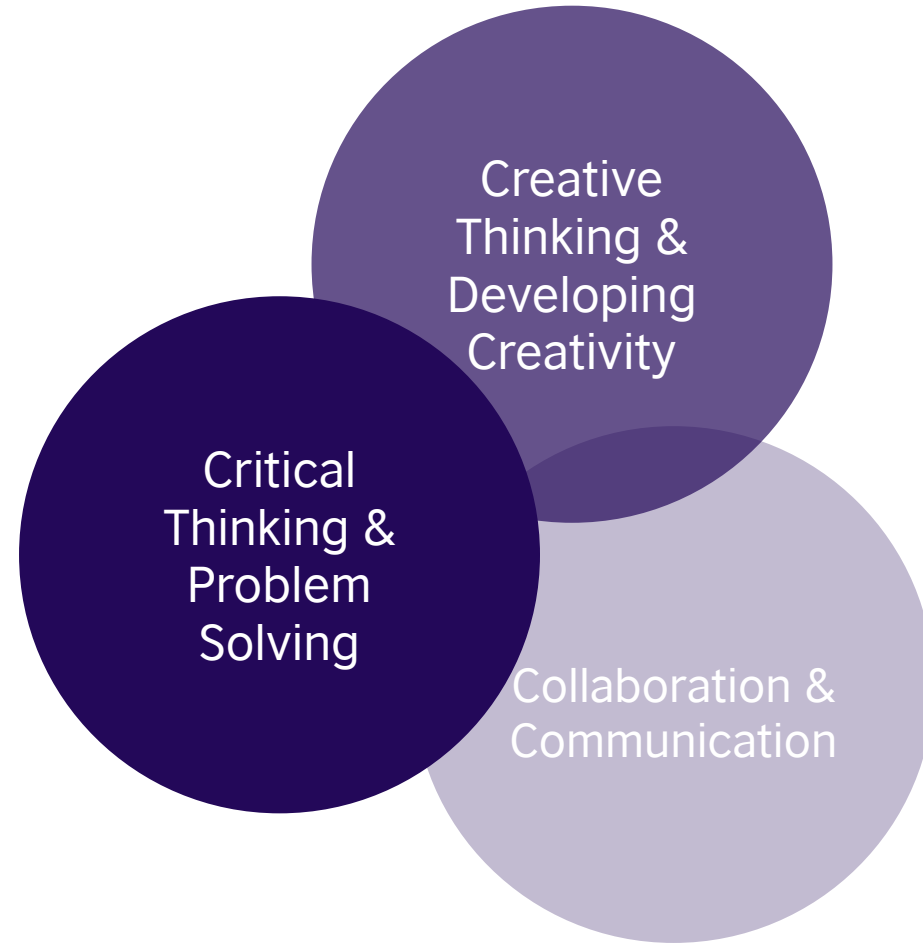 Creative
Thinking &
Developing
Creativity
Critical
Thinking &
Problem
Solving
Collaboration &
Communication